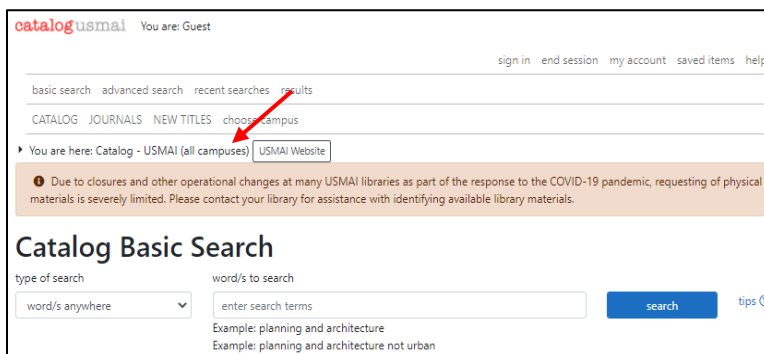 catalogusmai You are: Guest
sign in end session my account saved items help
basic search advanced search recent searches results
CATALOG JOURNALS NEW TITLES choose campus
You are here: Catalog - USMAI (all campuses) USMAI Website
Due to closures and other operational changes at many USMAI libraries as part of the response to the COVID-19 pandemic, requesting of physical
materials is severely limited. Please contact your library for assistance with identifying available library materials.
Catalog Basic Search
type of search word/s to search
word/s anywhere enter search terms search tips
Example: planning and architecture
Example: planning and architecture not urban